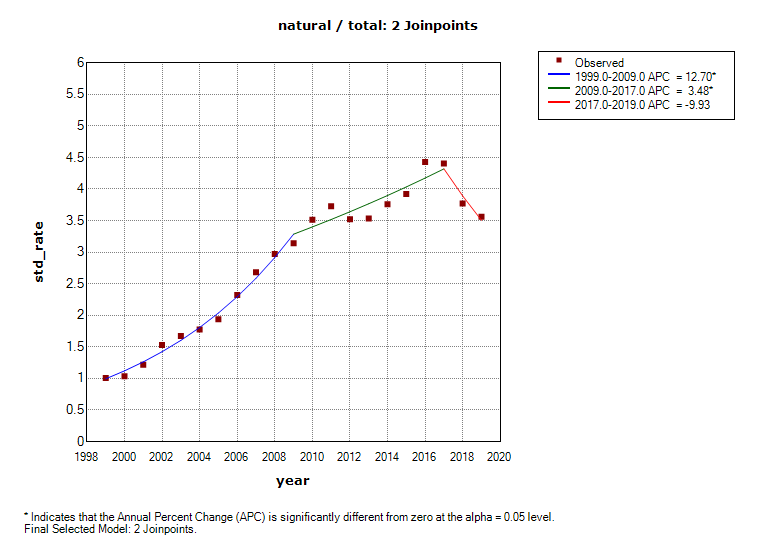 natural / total: 2 Joinpoints
Observed
1999.0-2009.0 APC = 12.70*
2009.0-2017.0 APC = 3.48*
2017.0-2019.0 APC = -9.93
6
5.5
5
4.5
4
3.5
3
2.5
2
1.5
1
0.5
0
std_rate
1998 2000 2002 2004 2006 2008 2010 2012 2014 2016 2018 2020
year
* Indicates that the Annual Percent Change (APC) is significantly different from zero at the alpha = 0.05 level.
Final Selected Model: 2 Joinpoints.